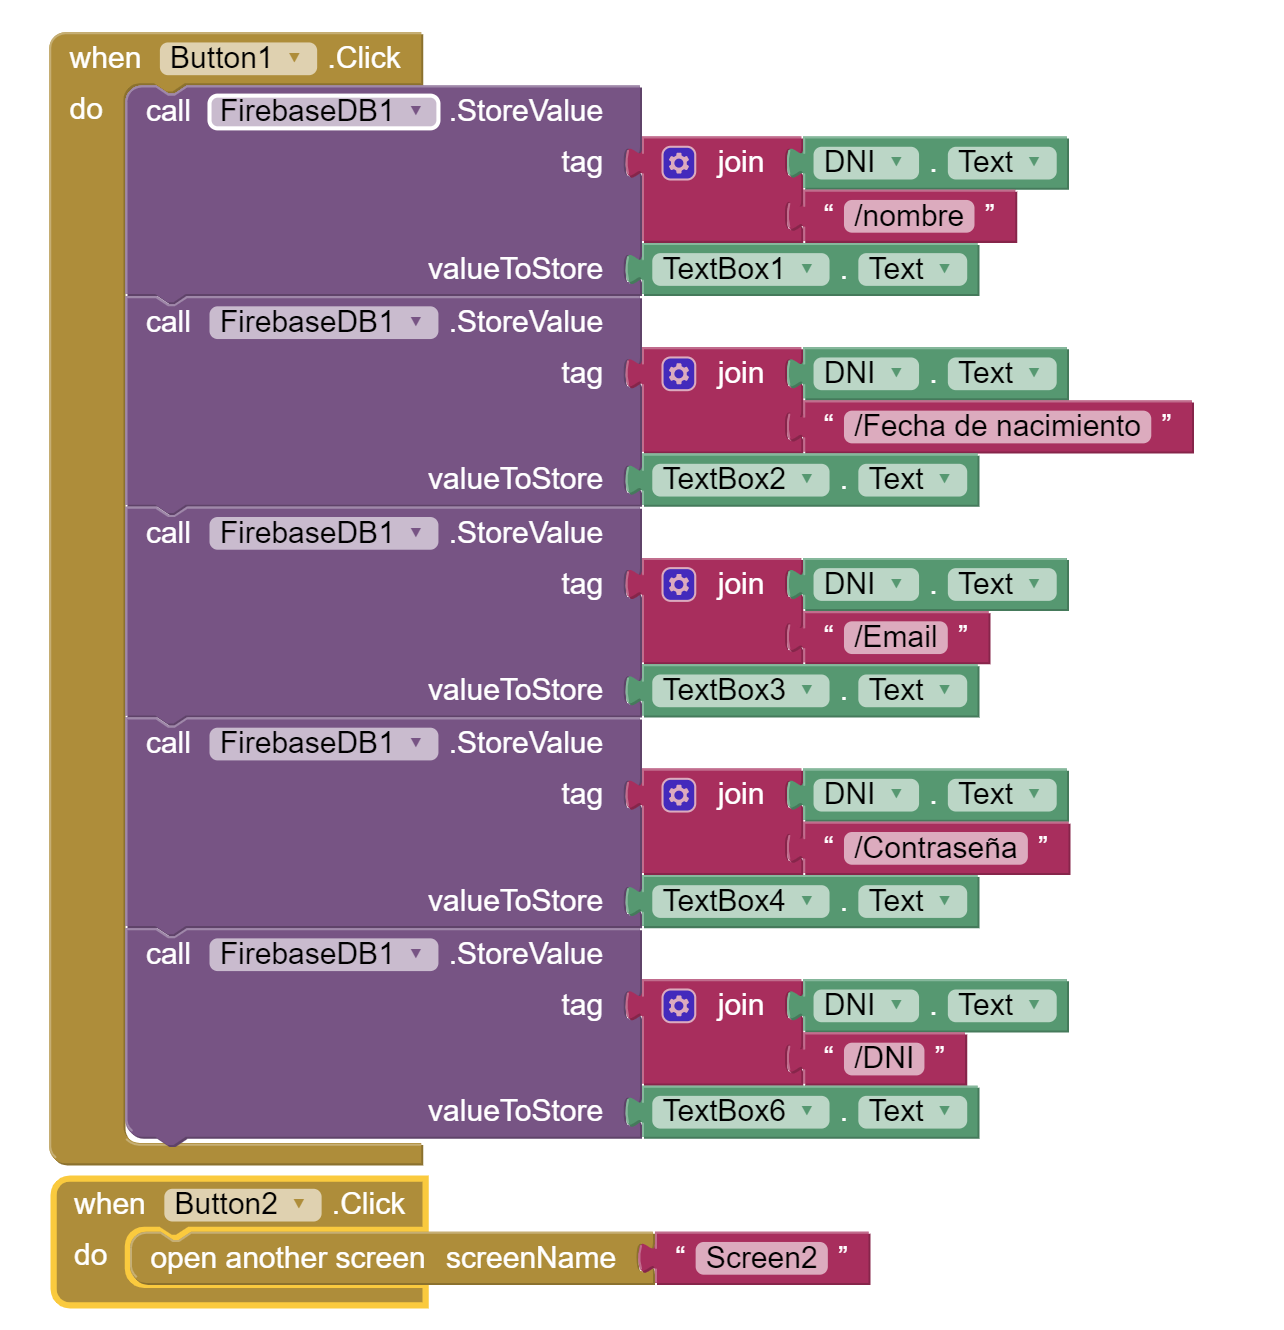 when Button1 .Click
do call FirebaseDB1 .StoreValue
tag join DNI . Text
“ /nombre ”
valueToStore TextBox1 . Text
call FirebaseDB1 .StoreValue
tag join DNI . Text
“ /Fecha de nacimiento ”
valueToStore TextBox2 . Text
call FirebaseDB1 .StoreValue
tag join DNI . Text
“ /Email ”
valueToStore TextBox3 . Text
call FirebaseDB1 .StoreValue
tag join DNI . Text
“ /Contraseña ”
valueToStore TextBox4 . Text
call FirebaseDB1 .StoreValue
tag join DNI . Text
“ /DNI ”
valueToStore TextBox6 . Text
when Button2 .Click
do open another screen screenName “ Screen2 ”